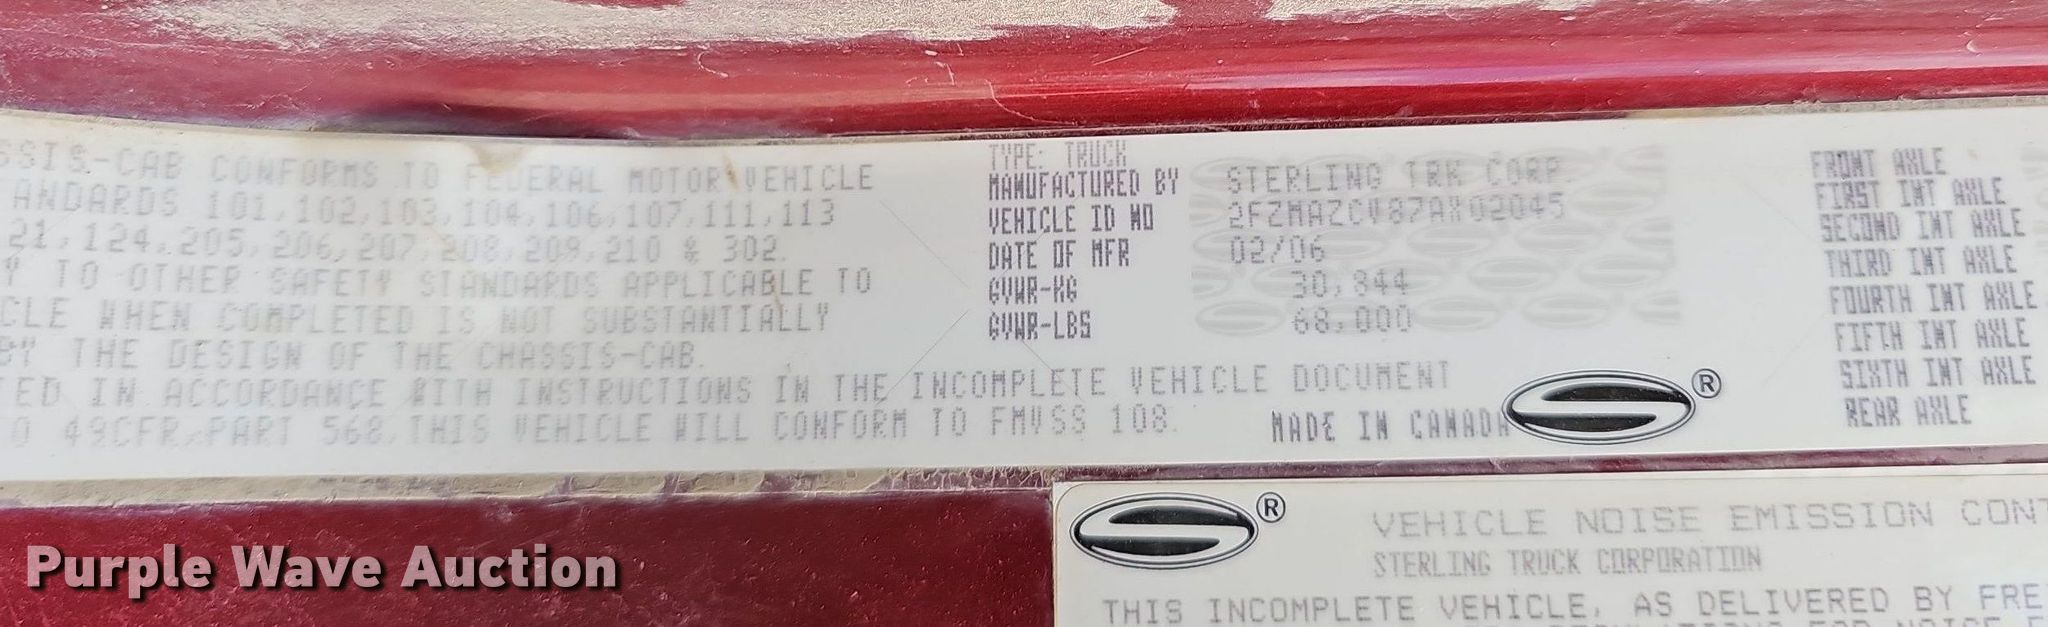 SSIS-CAB CONFORMS TO FEDERAL MOTOR VEHICLE
ANDARDS 101,102,103,104,106,107,111,113
21,124,205,206,207,208,209,210 & 302.
Y TO OTHER SAFETY STANDARDS APPLICABLE TO
CLE WHEN COMPLETED IS NOT SUBSTANTIALLY
BY THE DESIGN OF THE CHASSIS-CAB.
TED IN ACCORDANCE WITH INSTRUCTIONS IN THE INCOMPLETE VEHICLE DOCUMENT
49CFR PART 568.THIS VEHICLE WILL CONFORM TO FMVSS 108.
TYPE: TRUCK
MANUFACTURED BY STERLING TRK CORP
VEHICLE ID NO 2FZMAZCV87AX02045
DATE OF MFR 02/06
GVWR-KG 30,844
GVWR-LBS 68,000
MADE IN CANADA
S ®
FRONT AXLE
FIRST INT AXLE
SECOND INT AXLE
THIRD INT AXLE
FOURTH INT AXLE
FIFTH INT AXLE
SIXTH INT AXLE
REAR AXLE
S ®
VEHICLE NOISE EMISSION CONT
STERLING TRUCK CORPORATION
THIS INCOMPLETE VEHICLE, AS DELIVERED BY FRE
Purple Wave Auction